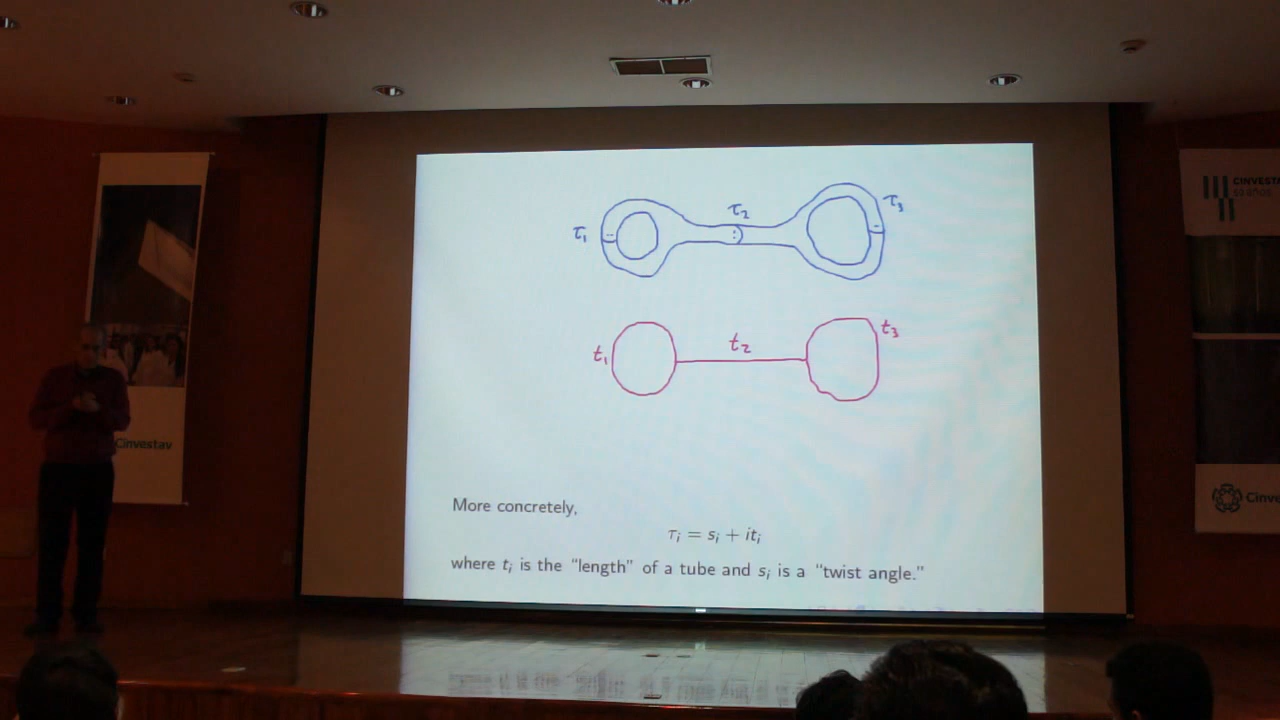 τ₂
τ₃
τ₁
t₃
t₂
t₁
More concretely,
τᵢ = sᵢ + itᵢ
where tᵢ is the “length” of a tube and sᵢ is a “twist angle.”
Cinvestav